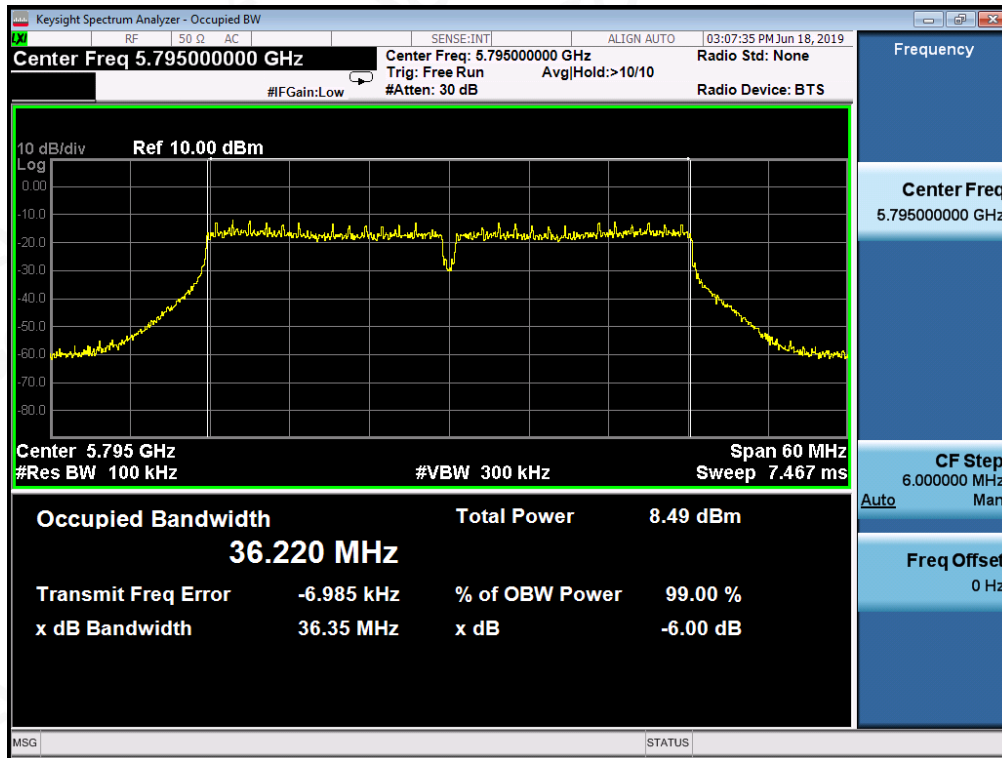 Keysight Spectrum Analyzer - Occupied BW
LXI RF 50 Ω AC SENSE:INT ALIGN AUTO 03:07:35 PM Jun 18, 2019
Center Freq 5.795000000 GHz
Center Freq: 5.795000000 GHz Radio Std: None
Trig: Free Run Avg|Hold:>10/10
#IFGain:Low #Atten: 30 dB Radio Device: BTS
10 dB/div Ref 10.00 dBm
Log
0.00
-10.0
-20.0
-30.0
-40.0
-50.0
-60.0
-70.0
-80.0
Center 5.795 GHz Span 60 MHz
#Res BW 100 kHz #VBW 300 kHz Sweep 7.467 ms
Occupied Bandwidth Total Power 8.49 dBm
36.220 MHz
Transmit Freq Error -6.985 kHz % of OBW Power 99.00 %
x dB Bandwidth 36.35 MHz x dB -6.00 dB
MSG STATUS
Frequency
Center Freq
5.795000000 GHz
CF Step
6.000000 MHz
Auto Man
Freq Offset
0 Hz